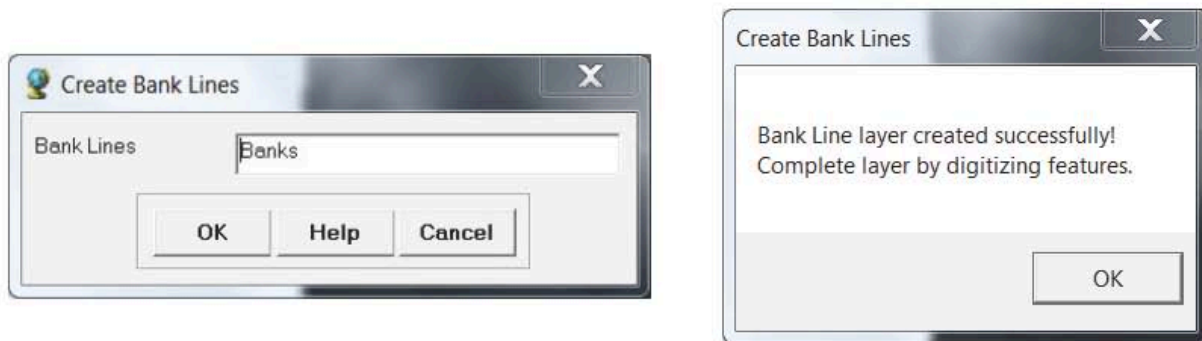 Create Bank Lines
Bank Lines
Banks
OK
Help
Cancel
Create Bank Lines
Bank Line layer created successfully!
Complete layer by digitizing features.
OK